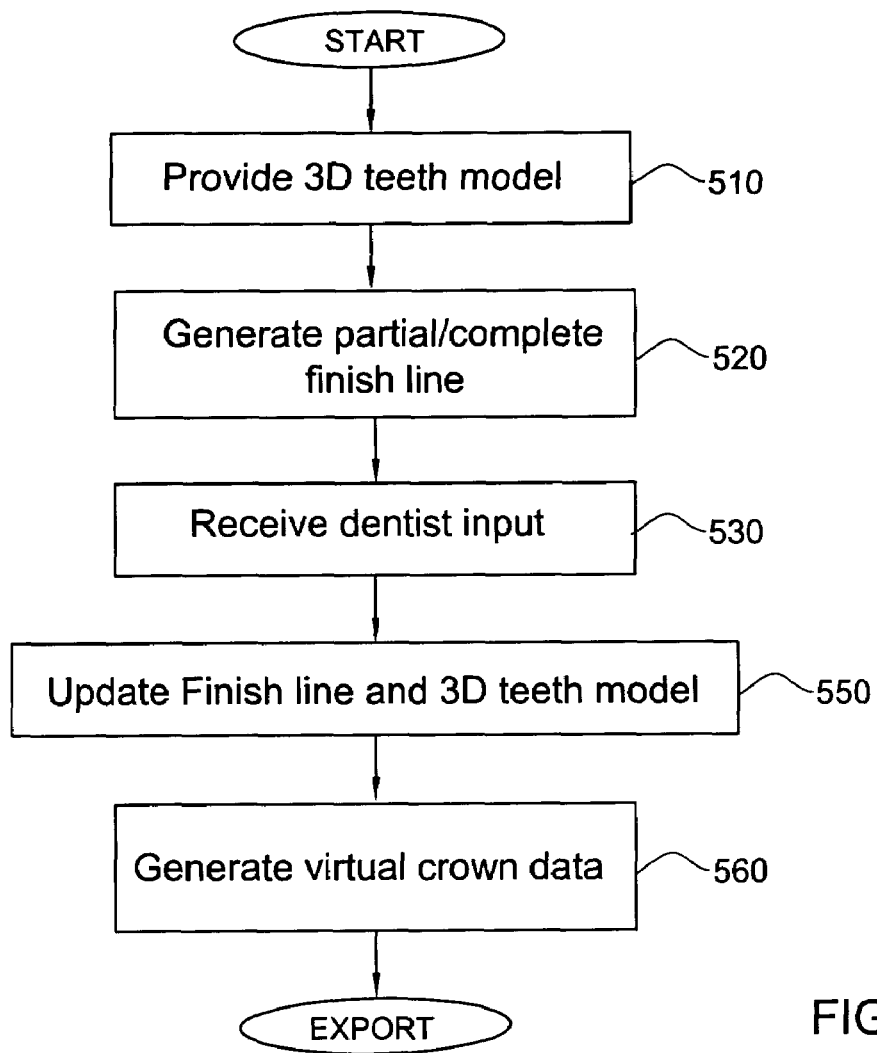 START
Provide 3D teeth model
510
Generate partial/complete
finish line
520
Receive dentist input
530
Update Finish line and 3D teeth model
550
Generate virtual crown data
560
EXPORT
FIG